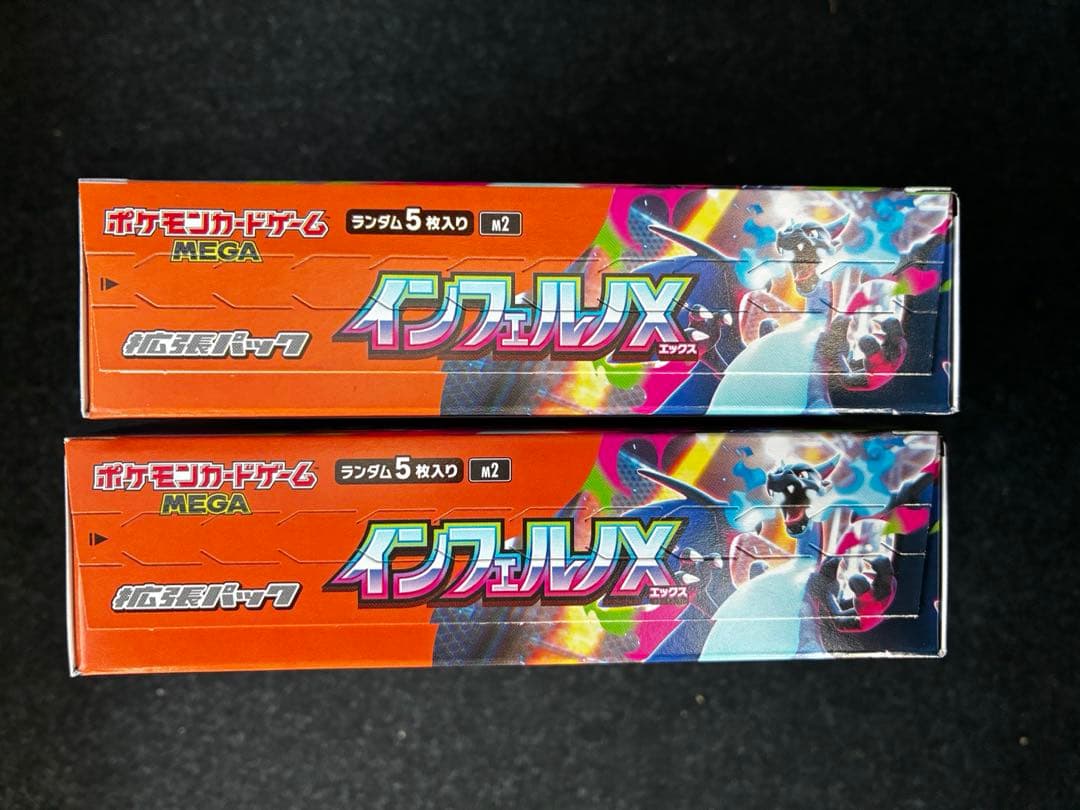 ポケモンカードゲーム ランダム5枚入り M2
MEGA
インフェルノX
エックス
拡張パック
ポケモンカードゲーム ランダム5枚入り M2
MEGA
インフェルノX
エックス
拡張パック